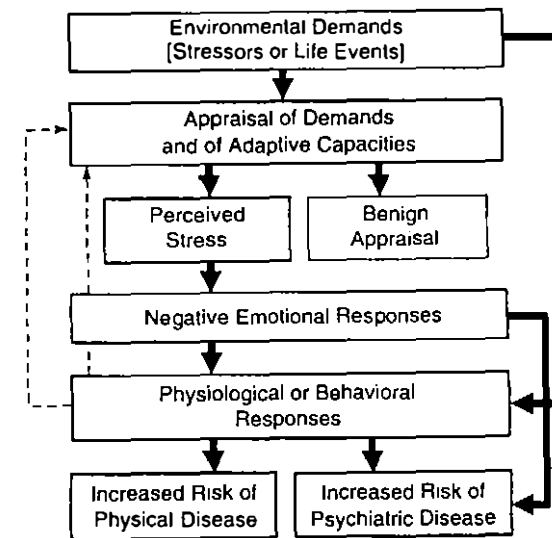 Environmental Demands
[Stressors or Life Events]
Appraisal of Demands
and of Adaptive Capacities
Perceived
Stress
Benign
Appraisal
Negative Emotional Responses
Physiological or Behavioral
Responses
Increased Risk of
Physical Disease
Increased Risk of
Psychiatric Disease